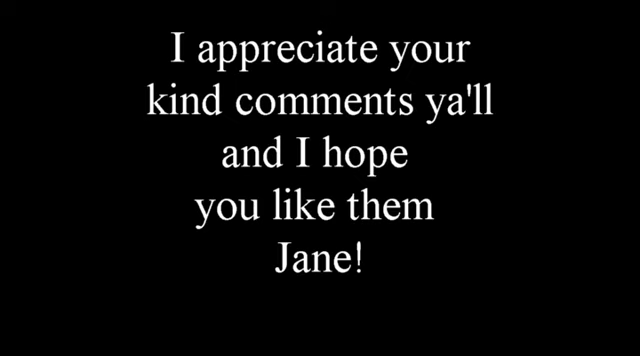 I appreciate your
kind comments ya'll
and I hope
you like them
Jane!